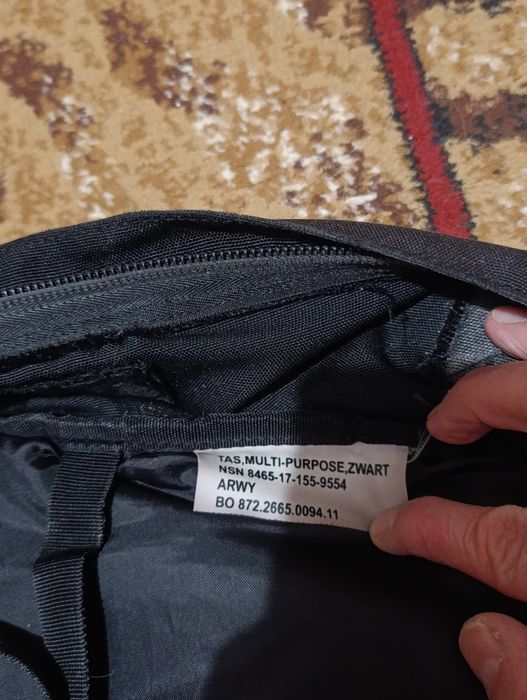 TAS,MULTI-PURPOSE,ZWART
NSN 8465-17-155-9554
ARWY
BO 872.2665.0094.11